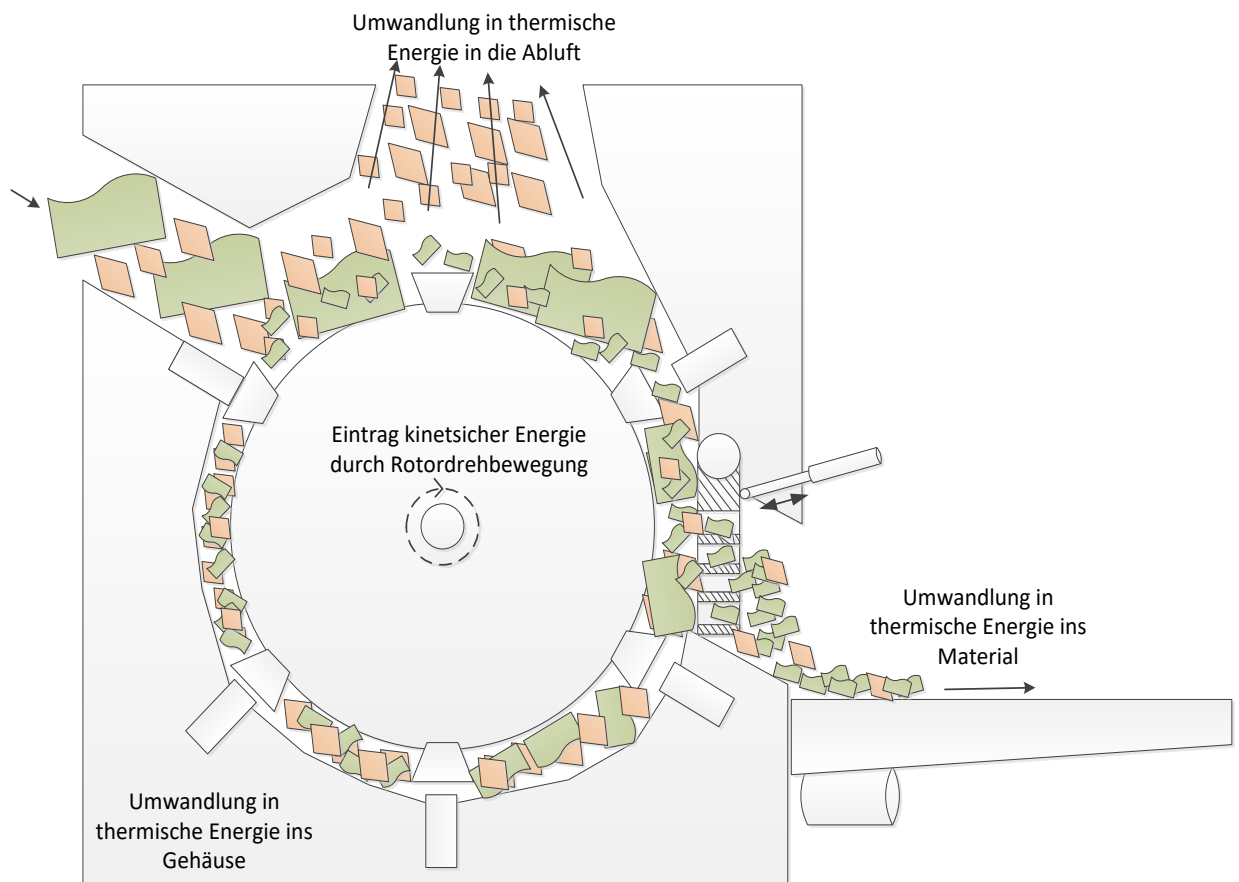 Umwandlung in thermische
Energie in die Abluft
Eintrag kinetsicher Energie
durch Rotordrehbewegung
Umwandlung in
thermische Energie ins
Material
Umwandlung in
thermische Energie ins
Gehäuse